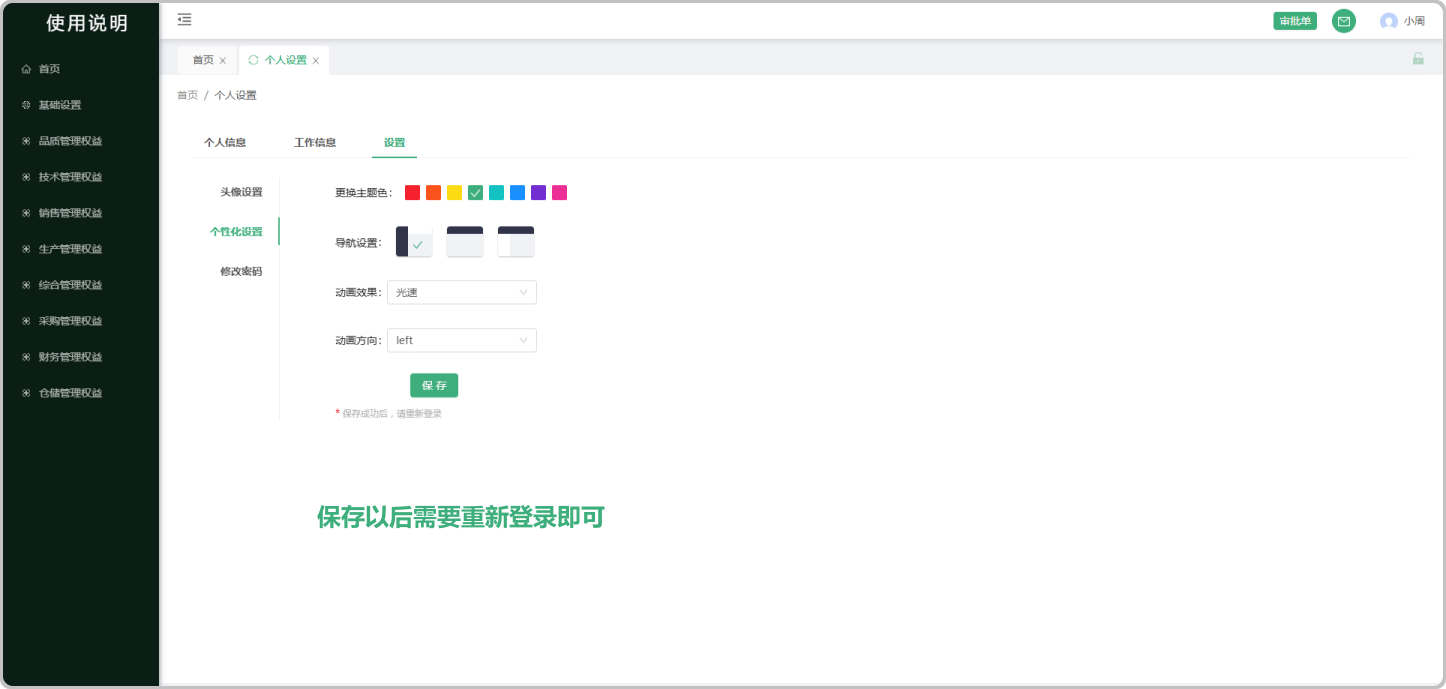 使用说明
首页
基础设置
品质管理权益
技术管理权益
销售管理权益
生产管理权益
综合管理权益
采购管理权益
财务管理权益
仓储管理权益
审批单
小周
首页
个人设置
首页 / 个人设置
个人信息
工作信息
设置
头像设置
个性化设置
修改密码
更换主题色：
导航设置：
动画效果：
光速
动画方向：
left
保 存
* 保存成功后，请重新登录
保存以后需要重新登录即可